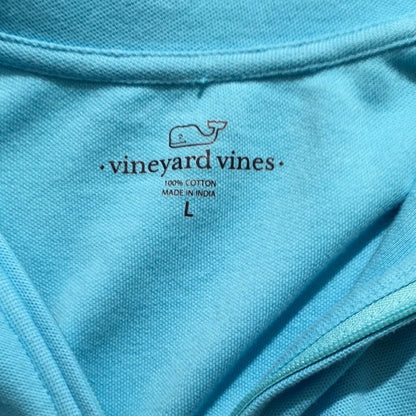 ·vineyard vines·
100% COTTON
MADE IN INDIA
L